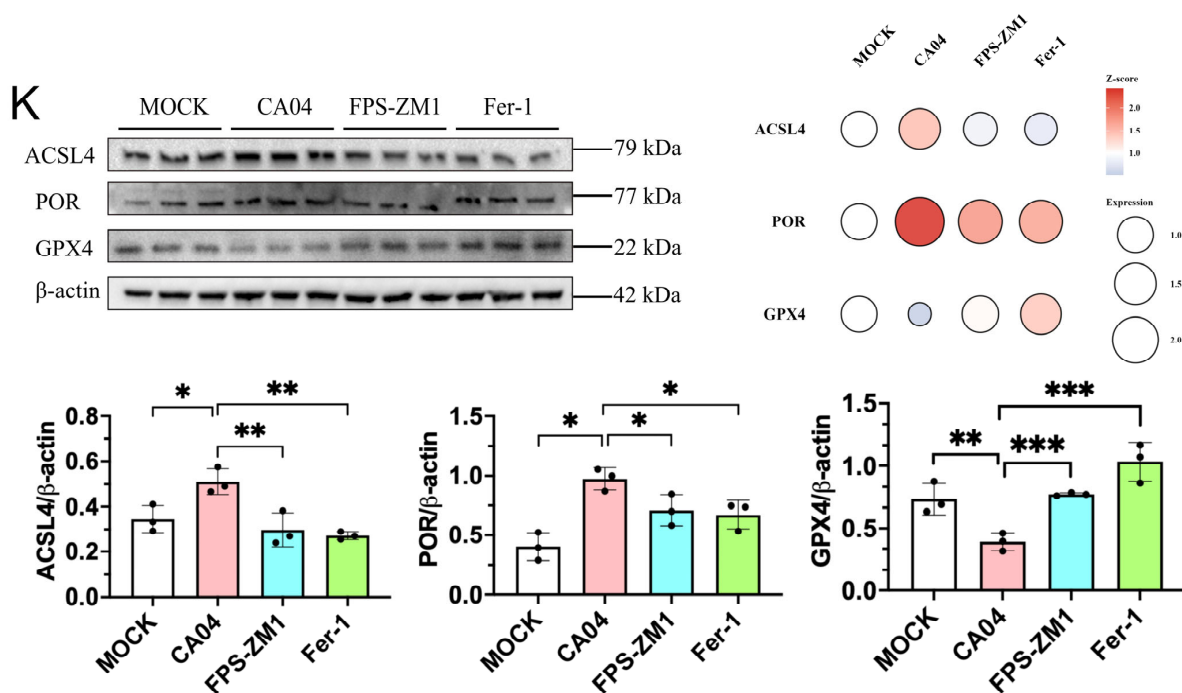 K
MOCK CA04 FPS-ZM1 Fer-1
ACSL4 79 kDa
POR 77 kDa
GPX4 22 kDa
β-actin 42 kDa
MOCK CA04 FPS-ZM1 Fer-1
ACSL4
POR
GPX4
Z-score
2.0
1.5
1.0
Expression
1.0
1.5
2.0
ACSL4/β-actin
0.8
0.6
0.4
0.2
0.0
* ** **
MOCK CA04 FPS-ZM1 Fer-1
POR/β-actin
1.5
1.0
0.5
0.0
* * *
MOCK CA04 FPS-ZM1 Fer-1
GPX4/β-actin
1.5
1.0
0.5
0.0
** *** ***
MOCK CA04 FPS-ZM1 Fer-1